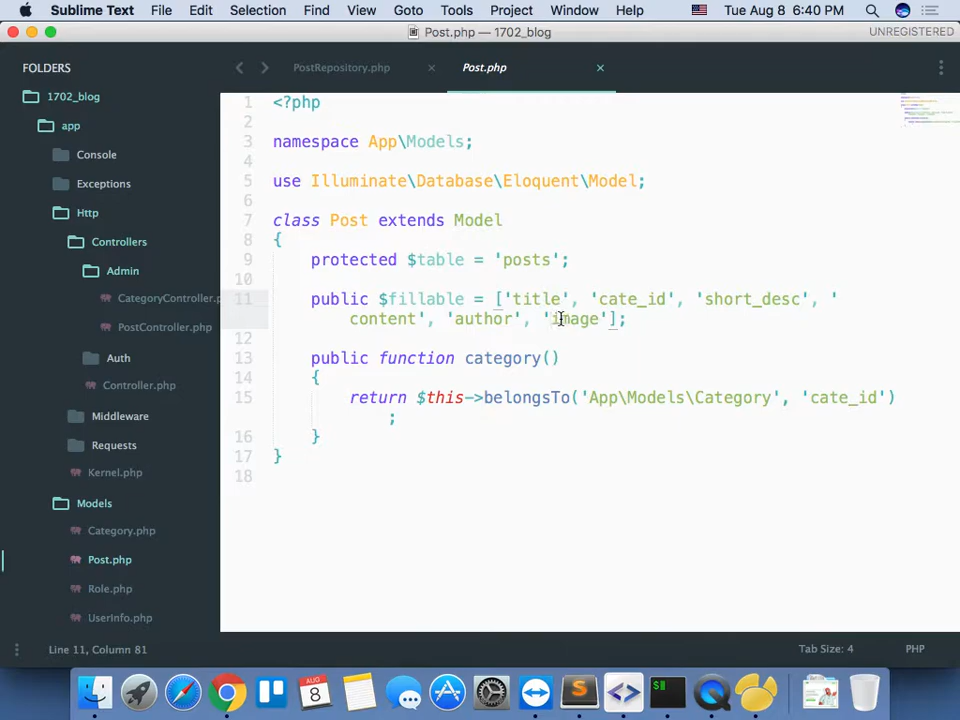 Sublime Text File Edit Selection Find View Goto Tools Project Window Help Tue Aug 8 6:40 PM
Post.php — 1702_blog UNREGISTERED
FOLDERS
1702_blog
app
Console
Exceptions
Http
Controllers
Admin
CategoryController.p
PostController.php
Auth
Controller.php
Middleware
Requests
Kernel.php
Models
Category.php
Post.php
Role.php
UserInfo.php
PostRepository.php × Post.php ×
1 <?php
2
3 namespace App\Models;
4
5 use Illuminate\Database\Eloquent\Model;
6
7 class Post extends Model
8 {
9 protected $table = 'posts';
10
11 public $fillable = ['title', 'cate_id', 'short_desc', '
content', 'author', 'image'];
12
13 public function category()
14 {
15 return $this->belongsTo('App\Models\Category', 'cate_id')
;
16 }
17 }
18
Line 11, Column 81 Tab Size: 4 PHP
AUG
8